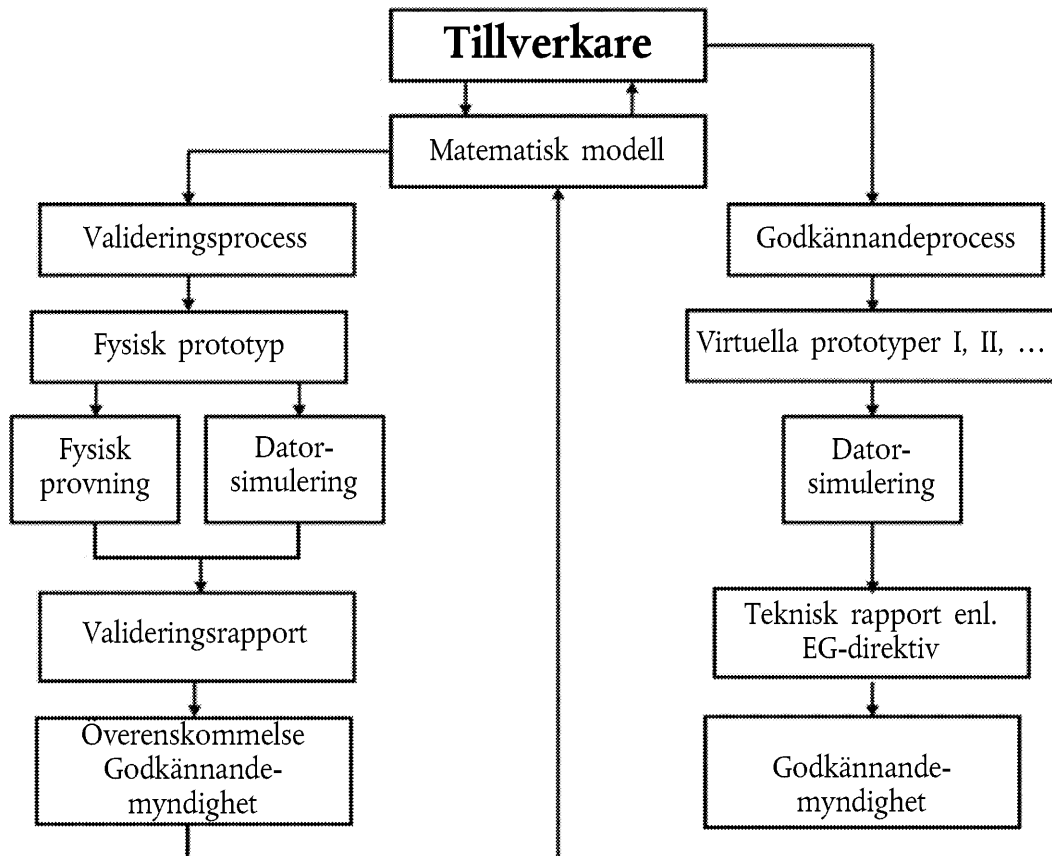 Tillverkare
Matematisk modell
Valideringsprocess
Godkännandeprocess
Fysisk prototyp
Virtuella prototyper I, II, …
Fysisk
provning
Dator-
simulering
Dator-
simulering
Valideringsrapport
Teknisk rapport enl.
EG-direktiv
Överenskommelse
Godkännande-
myndighet
Godkännande-
myndighet